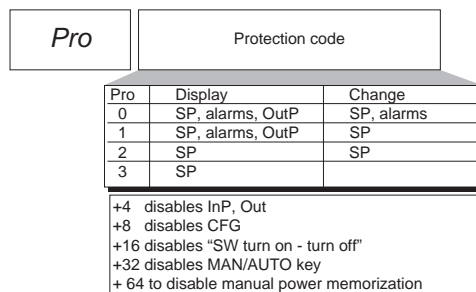 Pro Protection code
Pro Display Change
0 SP, alarms, OutP SP, alarms
1 SP, alarms, OutP SP
2 SP SP
3 SP
+4 disables InP, Out
+8 disables CFG
+16 disables “SW turn on - turn off”
+32 disables MAN/AUTO key
+ 64 to disable manual power memorization